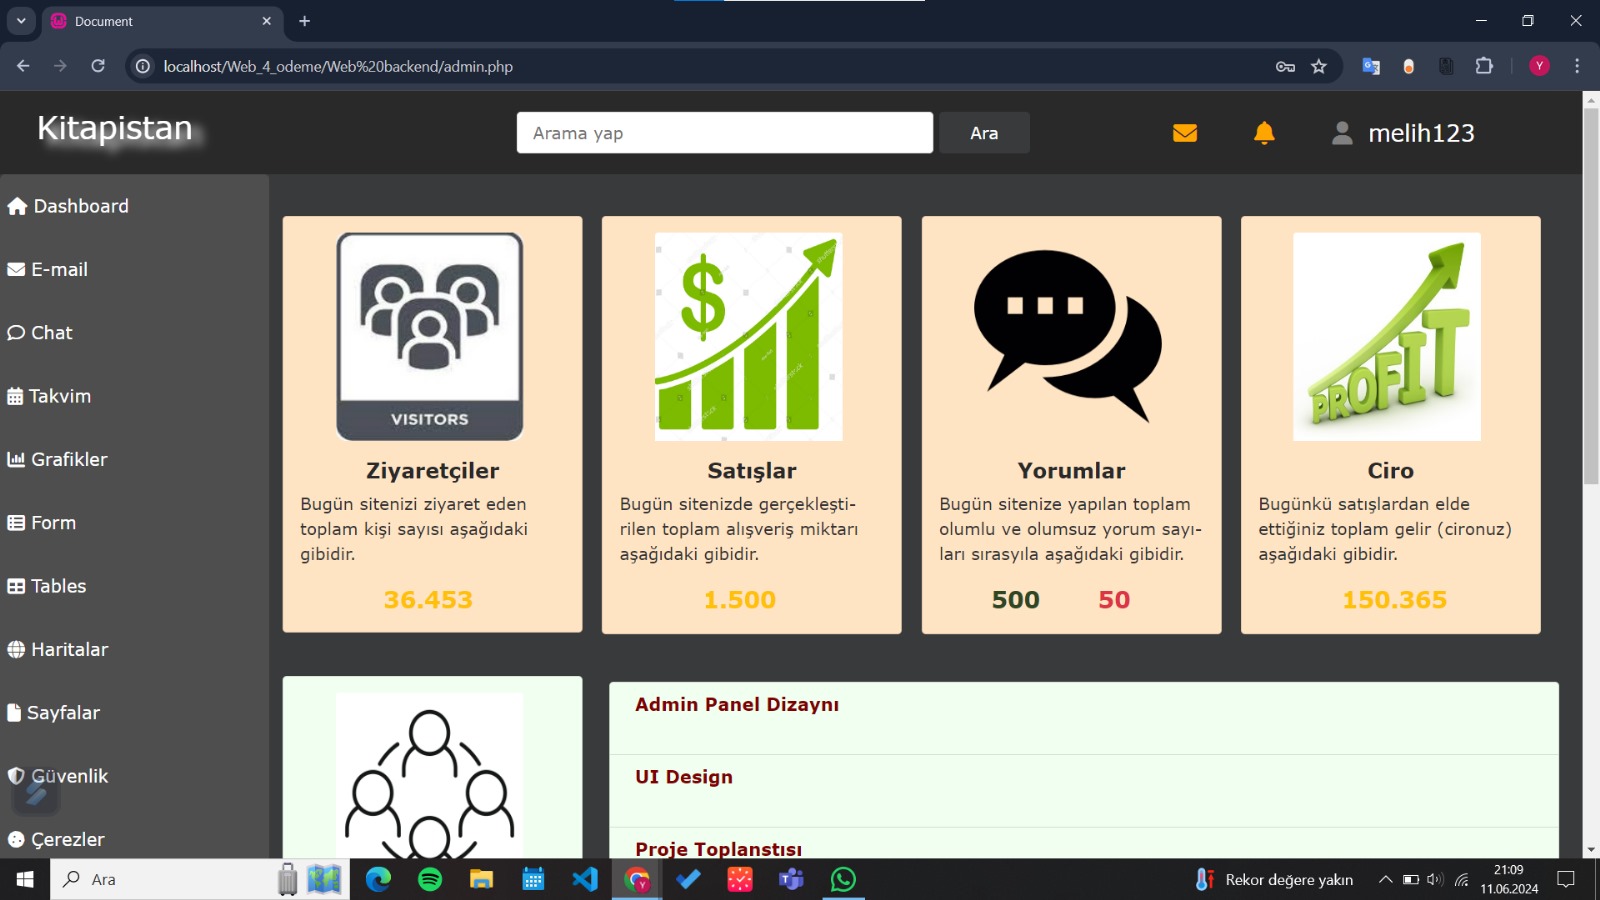 Document
localhost/Web_4_odeme/Web%20backend/admin.php
Y
Kitapistan
Arama yap
Ara
melih123
Dashboard
E-mail
Chat
Takvim
Grafikler
Form
Tables
Haritalar
Sayfalar
Güvenlik
Çerezler
VISITORS
Ziyaretçiler
Bugün sitenizi ziyaret eden
toplam kişi sayısı aşağıdaki
gibidir.
36.453
$
Satışlar
Bugün sitenizde gerçekleşti-
rilen toplam alışveriş miktarı
aşağıdaki gibidir.
1.500
Yorumlar
Bugün sitenize yapılan toplam
olumlu ve olumsuz yorum sayı-
ları sırasıyla aşağıdaki gibidir.
500 50
PROFIT
Ciro
Bugünkü satışlardan elde
ettiğiniz toplam gelir (cironuz)
aşağıdaki gibidir.
150.365
Admin Panel Dizaynı
UI Design
Proje Toplanstısı
Ara
Rekor değere yakın
21:09
11.06.2024